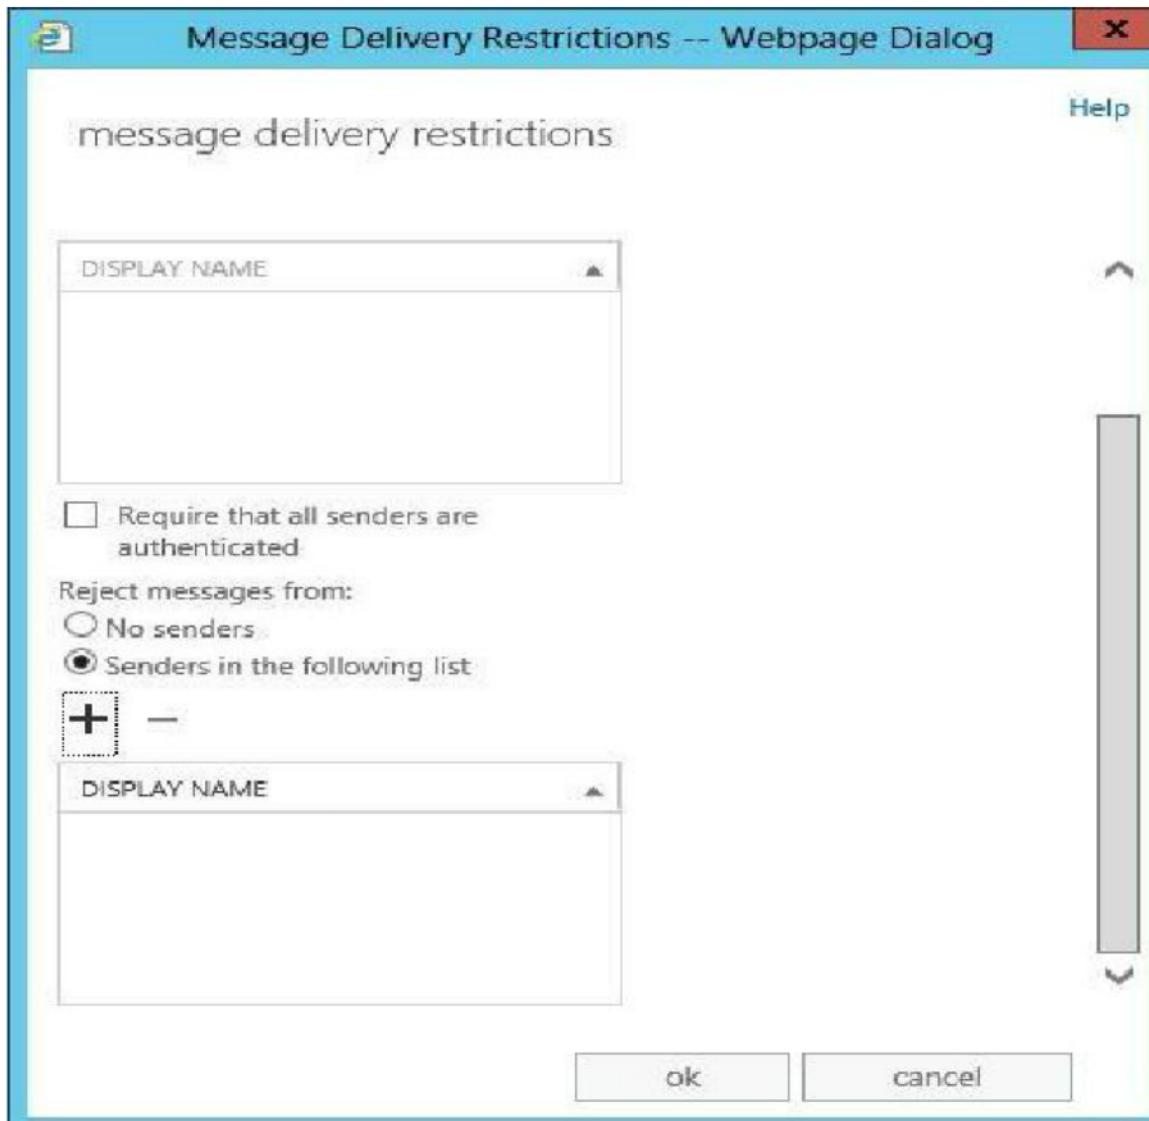 Message Delivery Restrictions -- Webpage Dialog
x
Help
message delivery restrictions
DISPLAY NAME
Require that all senders are
authenticated
Reject messages from:
No senders
Senders in the following list
DISPLAY NAME
ok
cancel